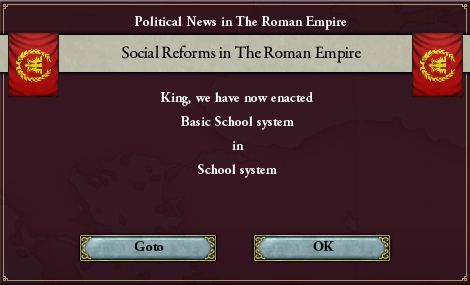 Political News in The Roman Empire
Social Reforms in The Roman Empire
King, we have now enacted
Basic School system
in
School system
Goto
OK